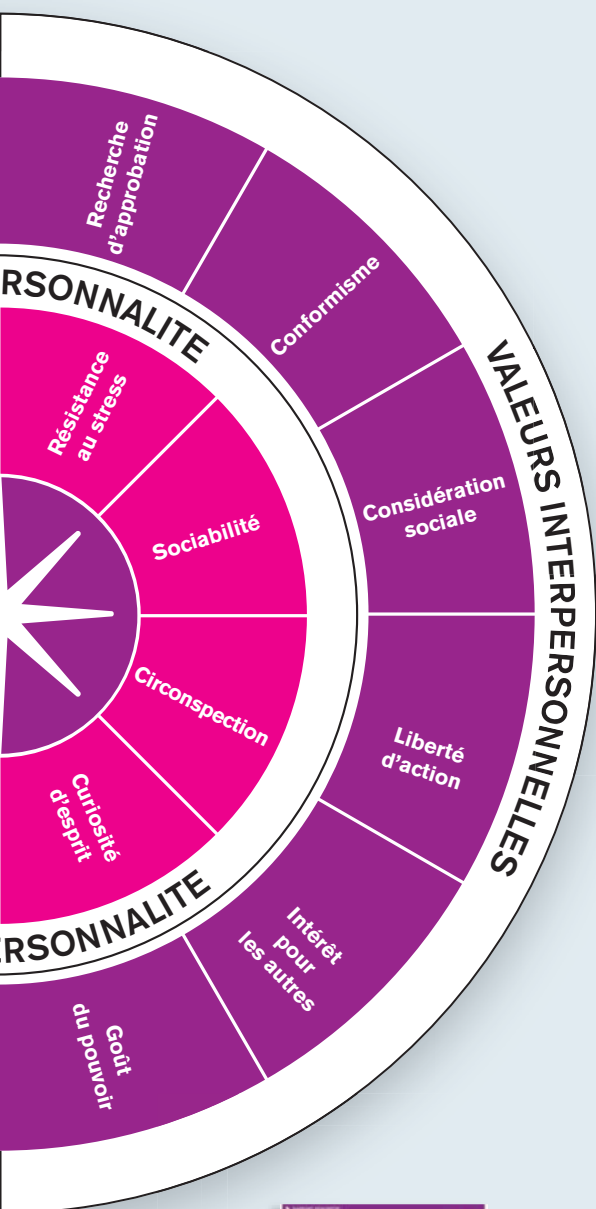 Recherche
d'approbation
Conformisme
Considération
sociale
Liberté
d'action
Intérêt
pour
les autres
Goût
du pouvoir
VALEURS INTERPERSONNELLES
RSONNALITE
Résistance
au stress
Sociabilité
Circonspection
Curiosité
d'esprit
ERSONNALITE